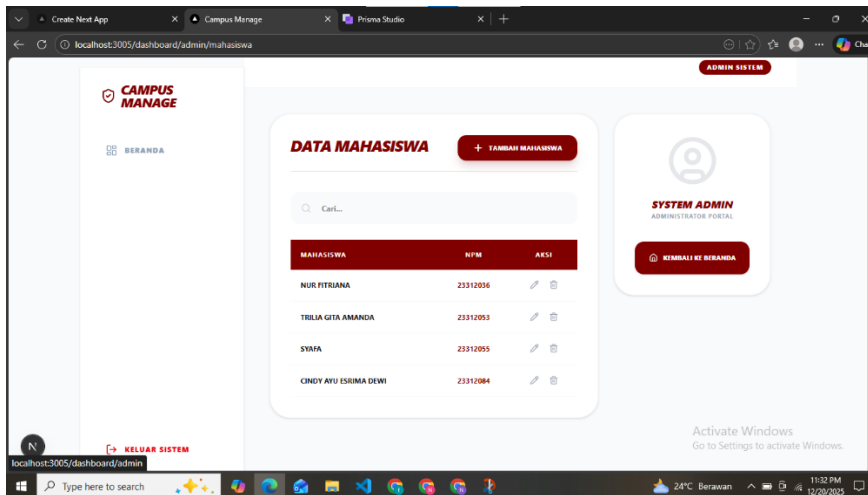 Create Next App
Campus Manage
Prisma Studio
localhost:3005/dashboard/admin/mahasiswa
Cha
ADMIN SISTEM
CAMPUS
MANAGE
BERANDA
DATA MAHASISWA
+ TAMBAH MAHASISWA
Cari...
MAHASISWA NPM AKSI
NUR FITRIANA 23312036
TRILIA GITA AMANDA 23312053
SYAFA 23312055
CINDY AYU ESRIMA DEWI 23312084
SYSTEM ADMIN
ADMINISTRATOR PORTAL
KEMBALI KE BERANDA
Activate Windows
Go to Settings to activate Windows.
N
KELUAR SISTEM
localhost:3005/dashboard/admin
Type here to search
24°C Berawan
11:32 PM
12/20/2025